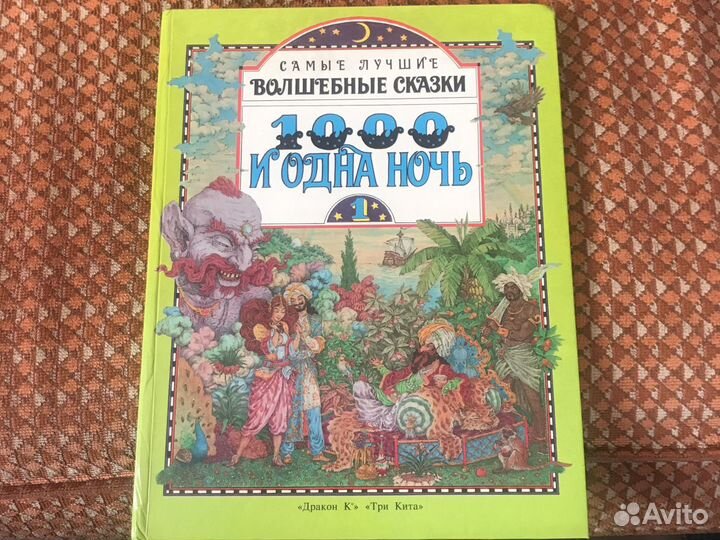 САМЫЕ ЛУЧШИЕ
ВОЛШЕБНЫЕ СКАЗКИ
1000
И ОДНА НОЧЬ
1
«Дракон К°» «Три Кита»
Avito